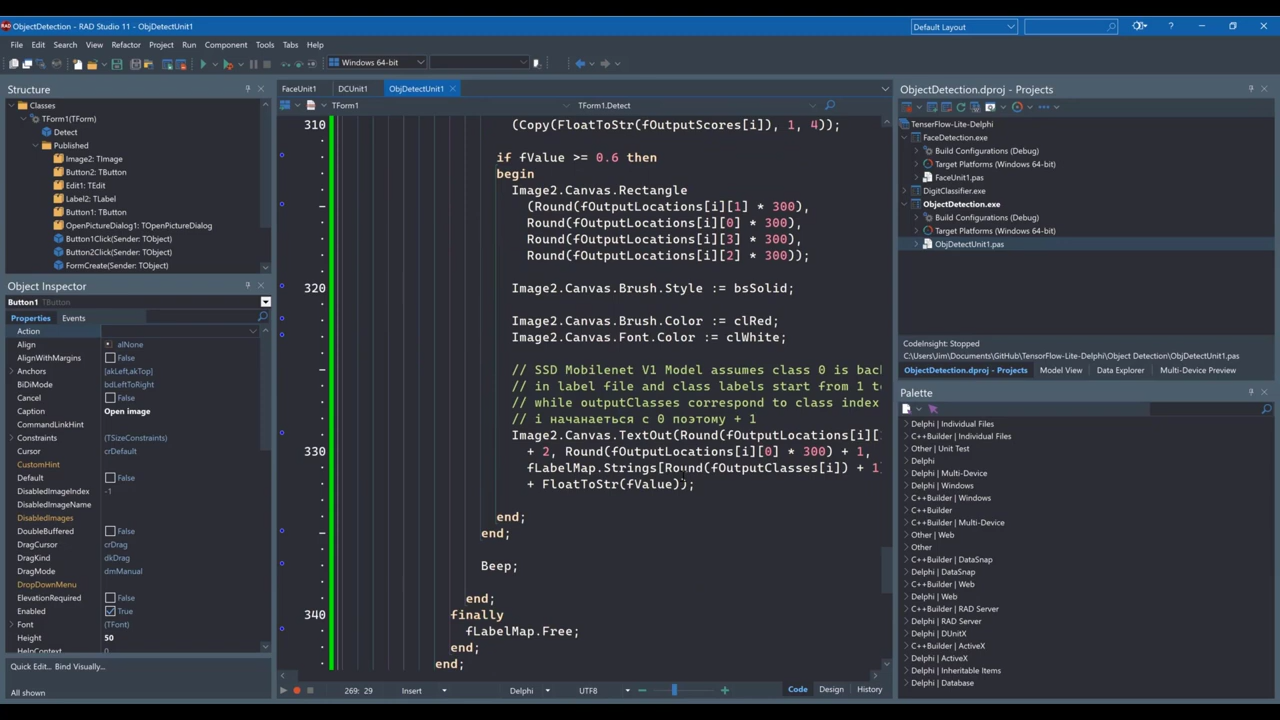 ObjectDetection - RAD Studio 11 - ObjDetectUnit1
Default Layout
File Edit Search View Refactor Project Run Component Tools Tabs Help
Windows 64-bit
Structure
Classes
TForm1(TForm)
Detect
Published
Image2: TImage
Button2: TButton
Edit1: TEdit
Label2: TLabel
Button1: TButton
OpenPictureDialog1: TOpenPictureDialog
Button1Click(Sender: TObject)
Button2Click(Sender: TObject)
FormCreate(Sender: TObject)
Object Inspector
Button1 TButton
Properties Events
Action
Align alNone
AlignWithMargins False
Anchors [akLeft,akTop]
BiDiMode bdLeftToRight
Cancel False
Caption Open image
CommandLinkHint
Constraints (TSizeConstraints)
Cursor crDefault
CustomHint
Default False
DisabledImageIndex -1
DisabledImageName
DisabledImages
DoubleBuffered False
DragCursor crDrag
DragKind dkDrag
DragMode dmManual
DropDownMenu
ElevationRequired False
Enabled True
Font (TFont)
Height 50
HelpContext 0
Quick Edit... Bind Visually...
All shown
FaceUnit1 DCUnit1 ObjDetectUnit1
TForm1 TForm1.Detect
310 (Copy(FloatToStr(fOutputScores[i]), 1, 4));
if fValue >= 0.6 then
begin
Image2.Canvas.Rectangle
(Round(fOutputLocations[i][1] * 300),
Round(fOutputLocations[i][0] * 300),
Round(fOutputLocations[i][3] * 300),
Round(fOutputLocations[i][2] * 300));
320 Image2.Canvas.Brush.Style := bsSolid;
Image2.Canvas.Brush.Color := clRed;
Image2.Canvas.Font.Color := clWhite;
// SSD Mobilenet V1 Model assumes class 0 is bac
// in label file and class labels start from 1 to
// while outputClasses correspond to class index
// i начанается с 0 поэтому + 1
Image2.Canvas.TextOut(Round(fOutputLocations[i][
330 + 2, Round(fOutputLocations[i][0] * 300) + 1,
fLabelMap.Strings[Round(fOutputClasses[i]) + 1]
+ FloatToStr(fValue));
end;
end;
Beep;
end;
340 finally
fLabelMap.Free;
end;
end;
269: 29 Insert Delphi UTF8 Code Design History
ObjectDetection.dproj - Projects
TenserFlow-Lite-Delphi
FaceDetection.exe
Build Configurations (Debug)
Target Platforms (Windows 64-bit)
FaceUnit1.pas
DigitClassifier.exe
ObjectDetection.exe
Build Configurations (Debug)
Target Platforms (Windows 64-bit)
ObjDetectUnit1.pas
CodeInsight: Stopped
C:\Users\Jim\Documents\GitHub\TensorFlow-Lite-Delphi\Object Detection\ObjDetectUnit1.pas
ObjectDetection.dproj - Projects Model View Data Explorer Multi-Device Preview
Palette
Delphi | Individual Files
C++Builder | Individual Files
Other | Unit Test
Delphi
Delphi | Multi-Device
Delphi | Windows
C++Builder | Windows
C++Builder
C++Builder | Multi-Device
Other | Web
Other
C++Builder | DataSnap
Delphi | DataSnap
C++Builder | Web
Delphi | Web
C++Builder | RAD Server
Delphi | RAD Server
Delphi | DUnitX
C++Builder | ActiveX
Delphi | ActiveX
Delphi | Inheritable Items
Delphi | Database